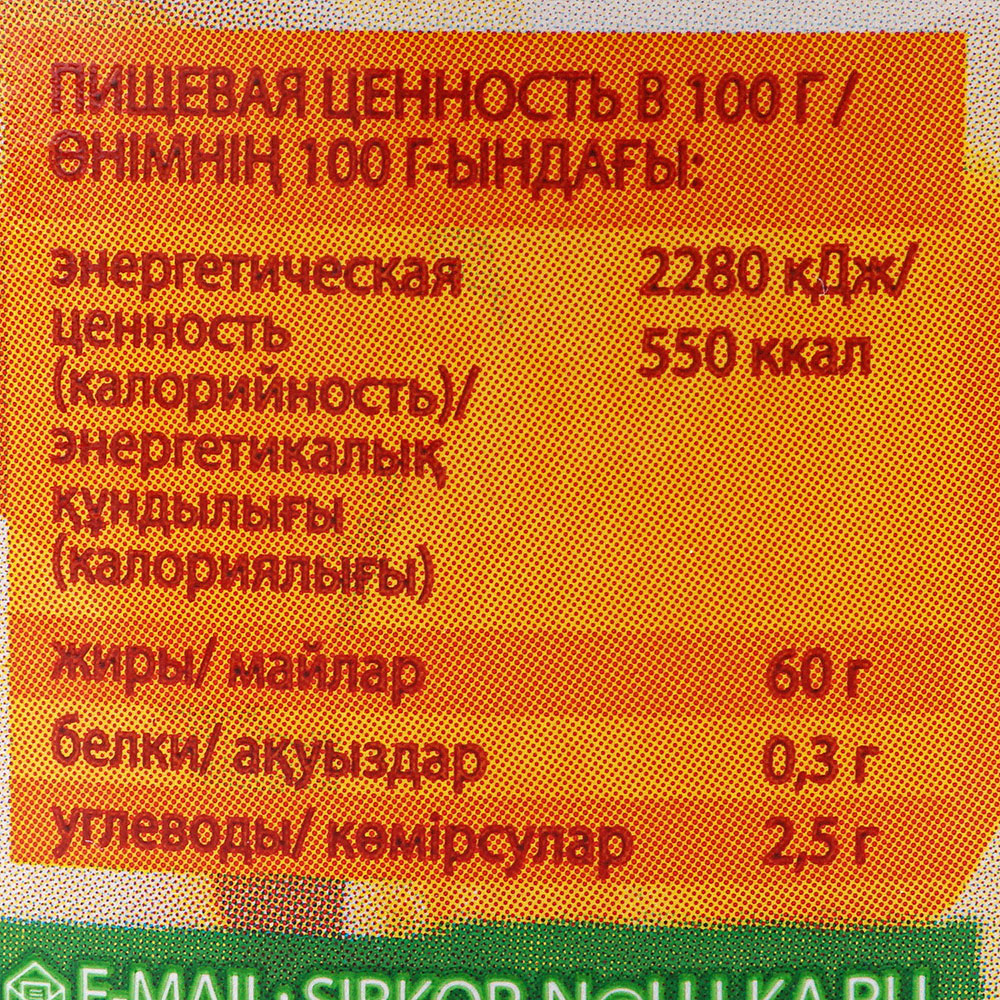 ПИЩЕВАЯ ЦЕННОСТЬ В 100 Г/
ӨНІМНІҢ 100 Г-ЫНДАҒЫ:
энергетическая 2280 кДж/
ценность 550 ккал
(калорийность)/
энергетикалық
құндылығы
(калориялығы)
жиры/ майлар 60 г
белки/ ақуыздар 0,3 г
углеводы/ көмірсулар 2,5 г
E-MAIL: